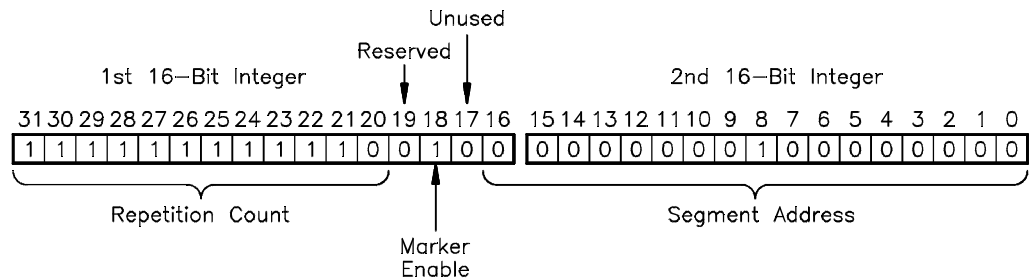 Unused
Reserved
1st 16-Bit Integer
2nd 16-Bit Integer
31 30 29 28 27 26 25 24 23 22 21 20 19 18 17 16 15 14 13 12 11 10 9 8 7 6 5 4 3 2 1 0
1 1 1 1 1 1 1 1 1 1 1 0 0 1 0 0 0 0 0 0 0 0 0 1 0 0 0 0 0 0 0 0
Repetition Count
Segment Address
Marker
Enable